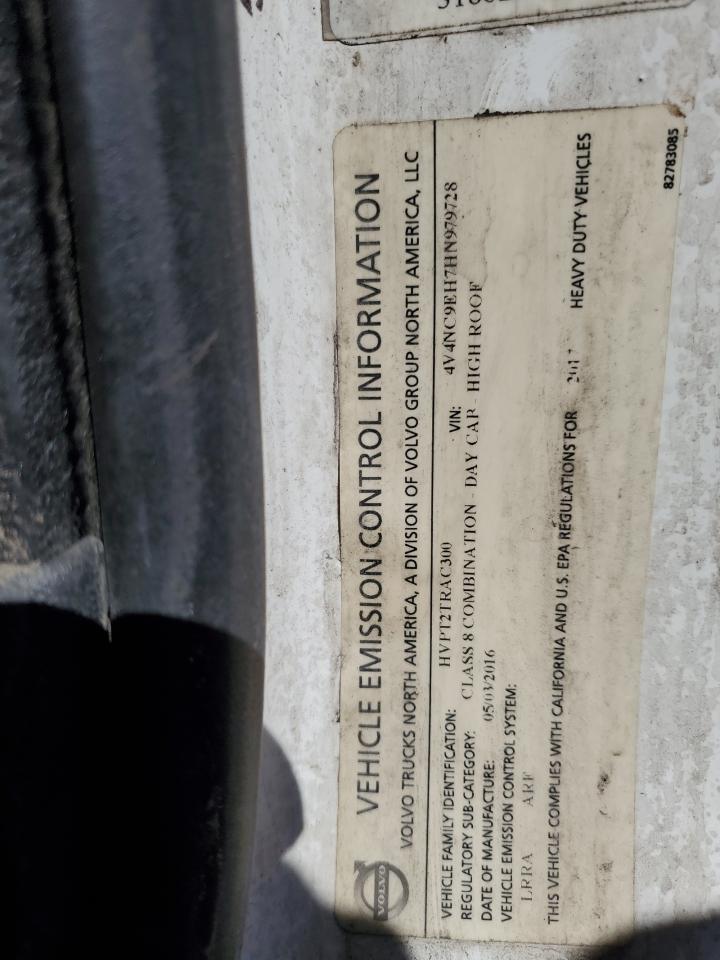 VEHICLE EMISSION CONTROL INFORMATION
VOLVO
VOLVO TRUCKS NORTH AMERICA, A DIVISION OF VOLVO GROUP NORTH AMERICA, LLC
VEHICLE FAMILY IDENTIFICATION: HVPT2TRAC300 VIN: 4V4NC9EH7HN979728
REGULATORY SUB-CATEGORY: CLASS 8 COMBINATION - DAY CAB - HIGH ROOF
DATE OF MANUFACTURE: 05/03/2016
VEHICLE EMISSION CONTROL SYSTEM:
LRRA ARF
THIS VEHICLE COMPLIES WITH CALIFORNIA AND U.S. EPA REGULATIONS FOR 2017 HEAVY DUTY VEHICLES
82783085